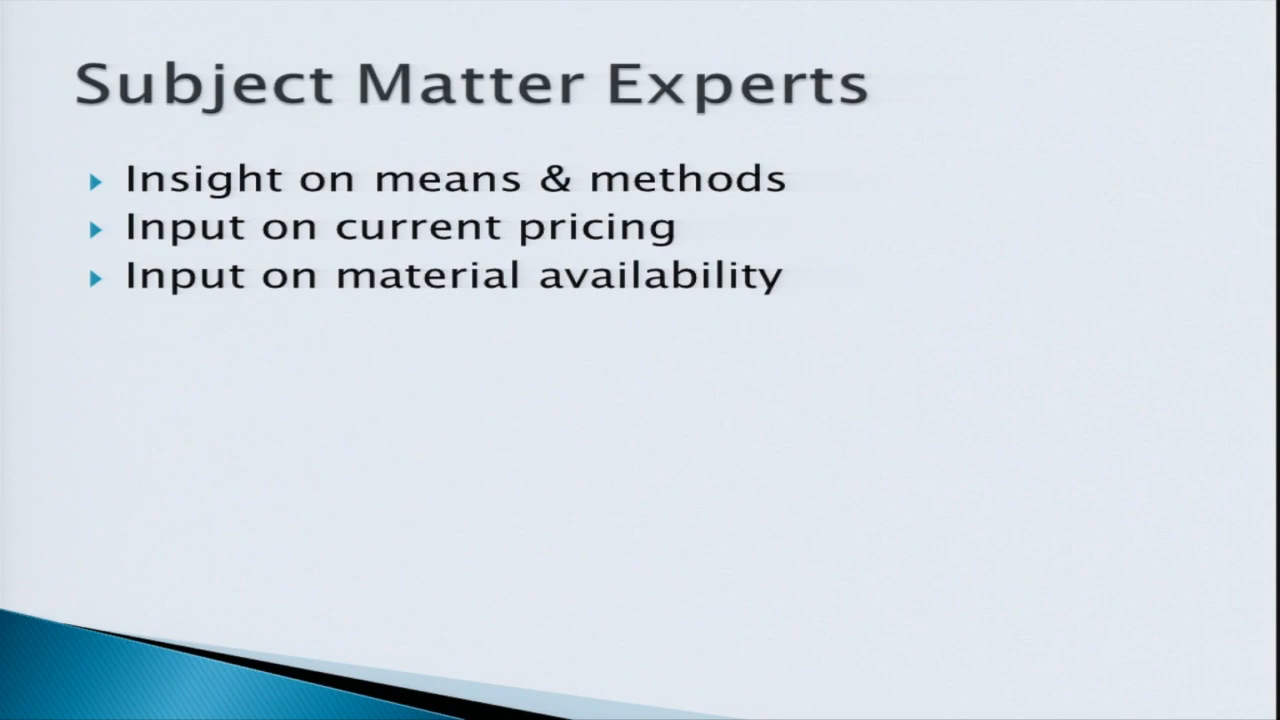 Subject Matter Experts
Insight on means & methods
Input on current pricing
Input on material availability